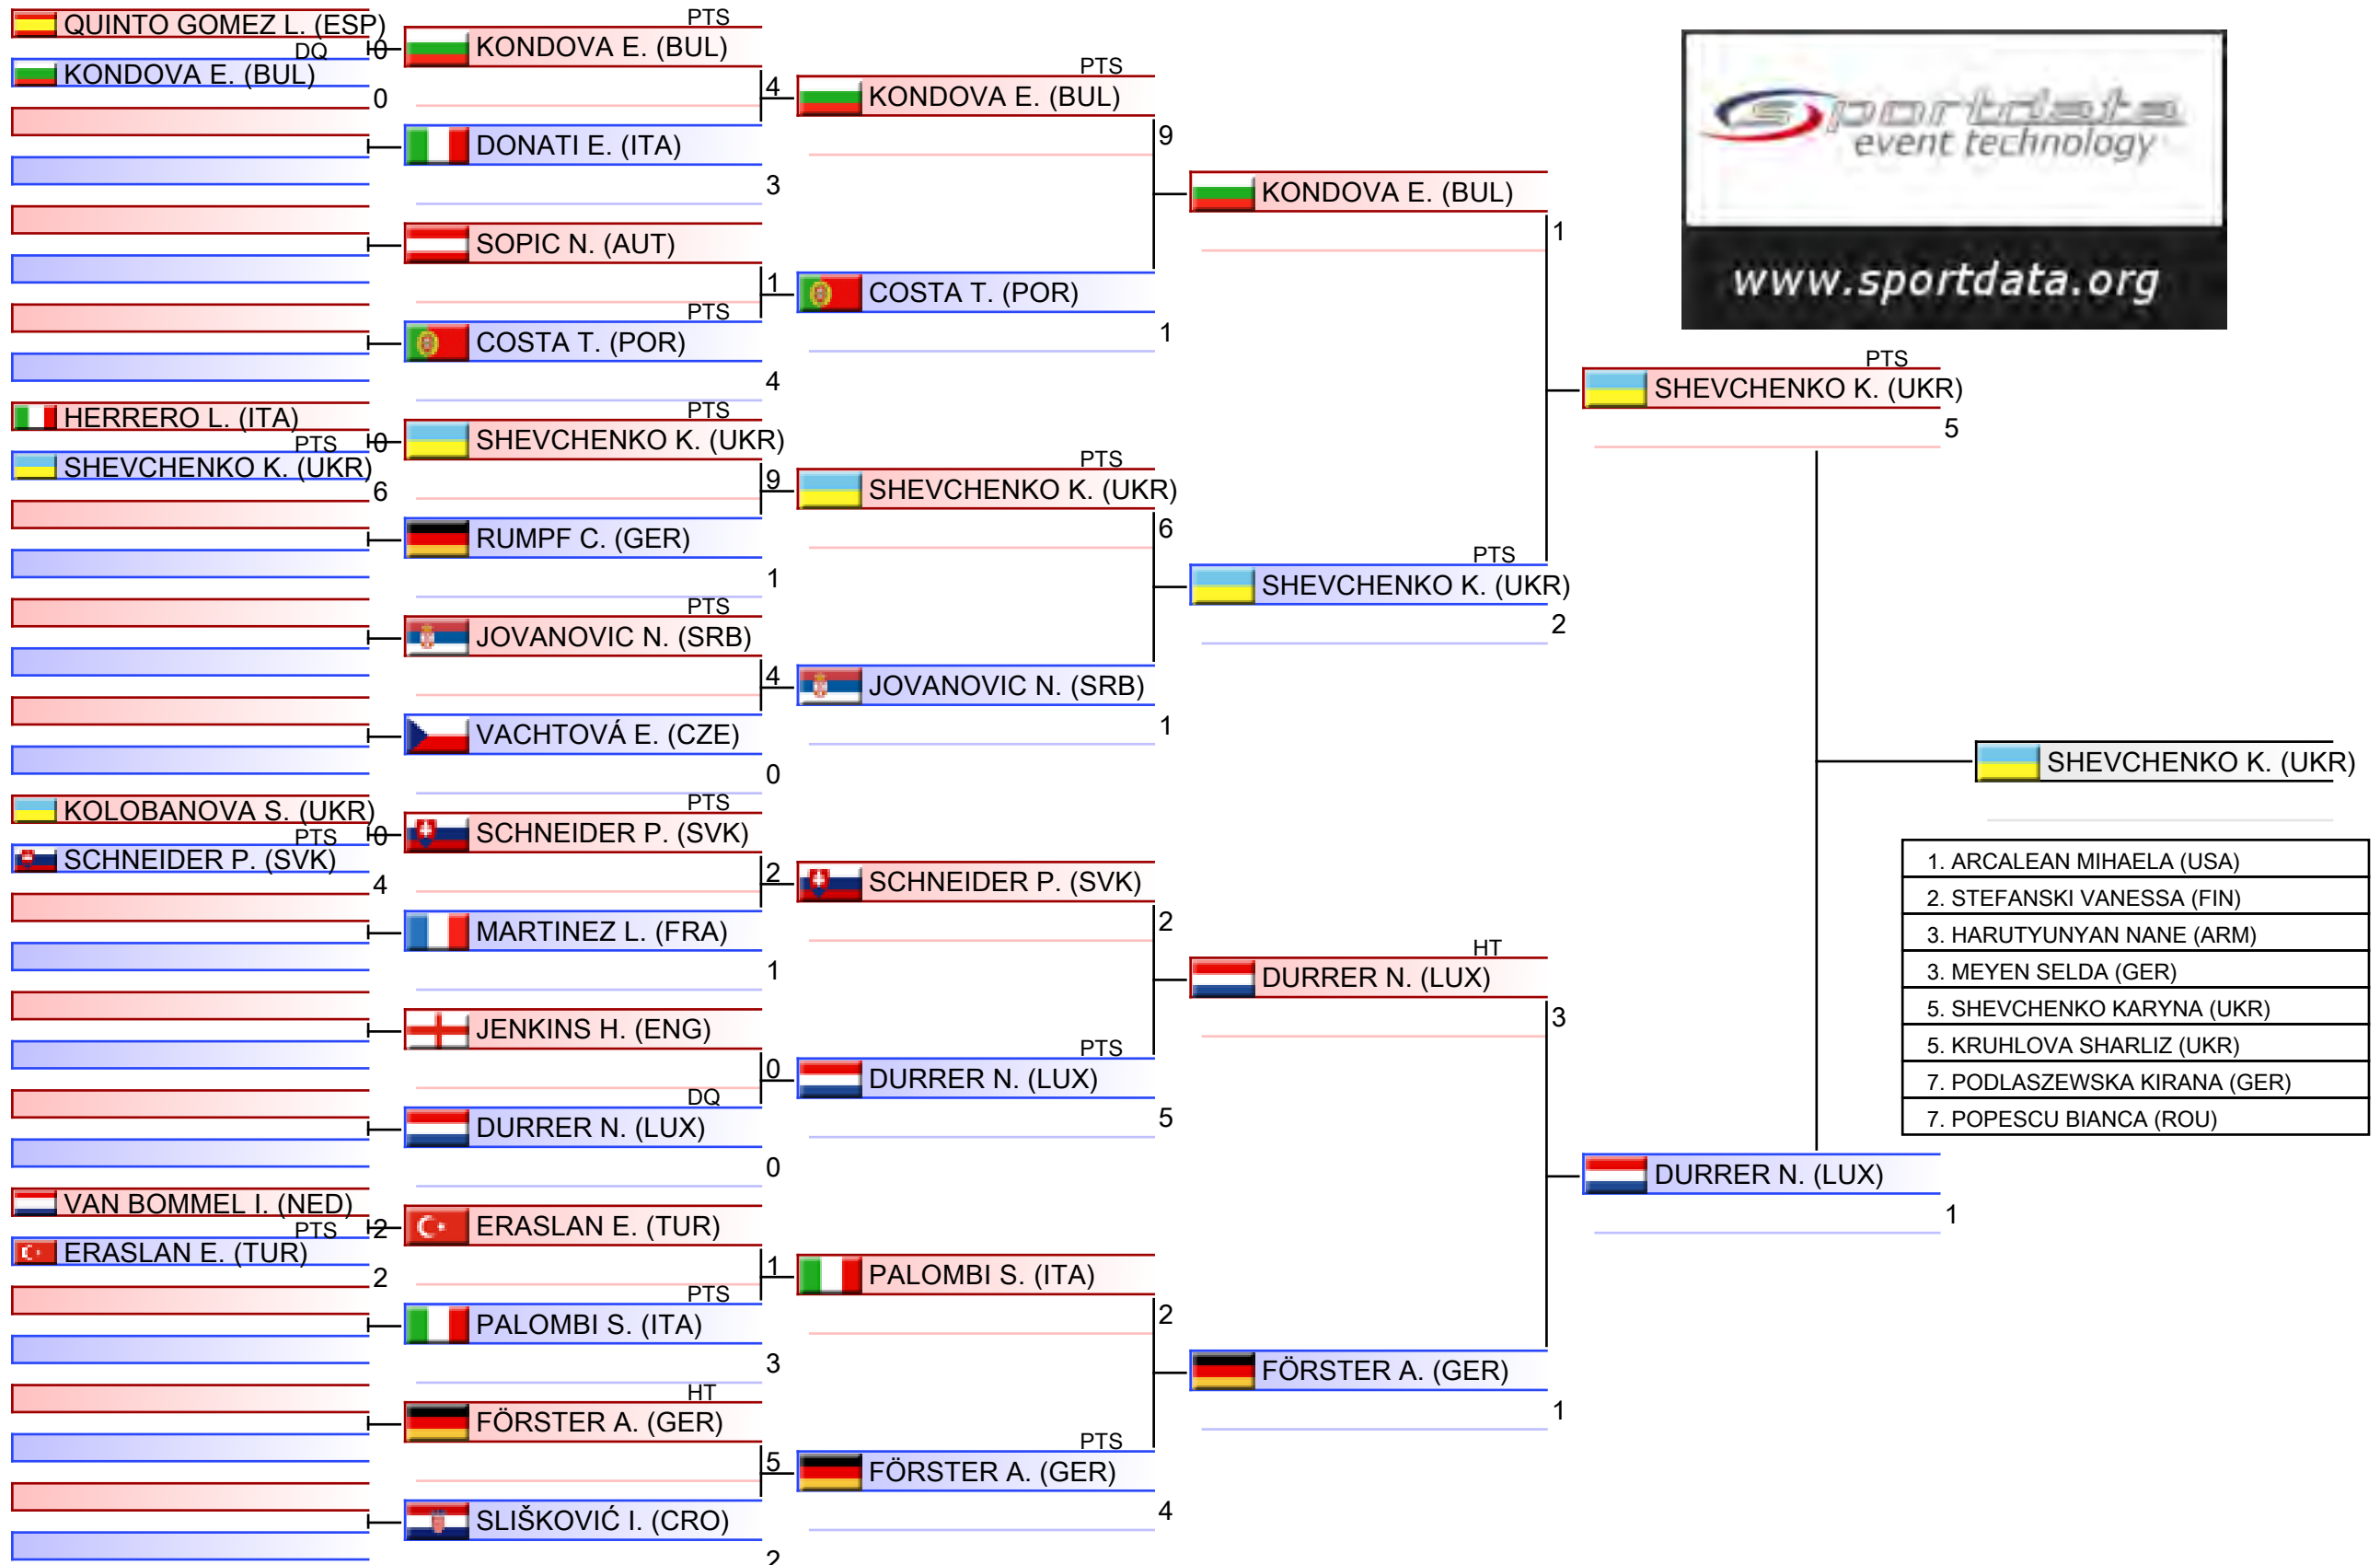 QUINTO GOMEZ L. (ESP)
DQ
0
KONDOVA E. (BUL)
0
HERRERO L. (ITA)
PTS
0
SHEVCHENKO K. (UKR)
6
KOLOBANOVA S. (UKR)
PTS
0
SCHNEIDER P. (SVK)
4
VAN BOMMEL I. (NED)
PTS
2
ERASLAN E. (TUR)
2
PTS
KONDOVA E. (BUL)
4
DONATI E. (ITA)
3
SOPIC N. (AUT)
1
PTS
COSTA T. (POR)
4
PTS
SHEVCHENKO K. (UKR)
9
RUMPF C. (GER)
1
PTS
JOVANOVIC N. (SRB)
4
VACHTOVÁ E. (CZE)
0
PTS
SCHNEIDER P. (SVK)
2
MARTINEZ L. (FRA)
1
JENKINS H. (ENG)
0
DQ
DURRER N. (LUX)
0
ERASLAN E. (TUR)
1
PTS
PALOMBI S. (ITA)
3
HT
FÖRSTER A. (GER)
5
SLIŠKOVIĆ I. (CRO)
2
PTS
KONDOVA E. (BUL)
9
COSTA T. (POR)
1
PTS
SHEVCHENKO K. (UKR)
6
JOVANOVIC N. (SRB)
1
SCHNEIDER P. (SVK)
2
PTS
DURRER N. (LUX)
5
PALOMBI S. (ITA)
2
PTS
FÖRSTER A. (GER)
4
KONDOVA E. (BUL)
1
PTS
SHEVCHENKO K. (UKR)
2
HT
DURRER N. (LUX)
3
FÖRSTER A. (GER)
1
PTS
SHEVCHENKO K. (UKR)
5
DURRER N. (LUX)
1
SHEVCHENKO K. (UKR)
sportdata
event technology
www.sportdata.org
1. ARCALEAN MIHAELA (USA)
2. STEFANSKI VANESSA (FIN)
3. HARUTYUNYAN NANE (ARM)
3. MEYEN SELDA (GER)
5. SHEVCHENKO KARYNA (UKR)
5. KRUHLOVA SHARLIZ (UKR)
7. PODLASZEWSKA KIRANA (GER)
7. POPESCU BIANCA (ROU)